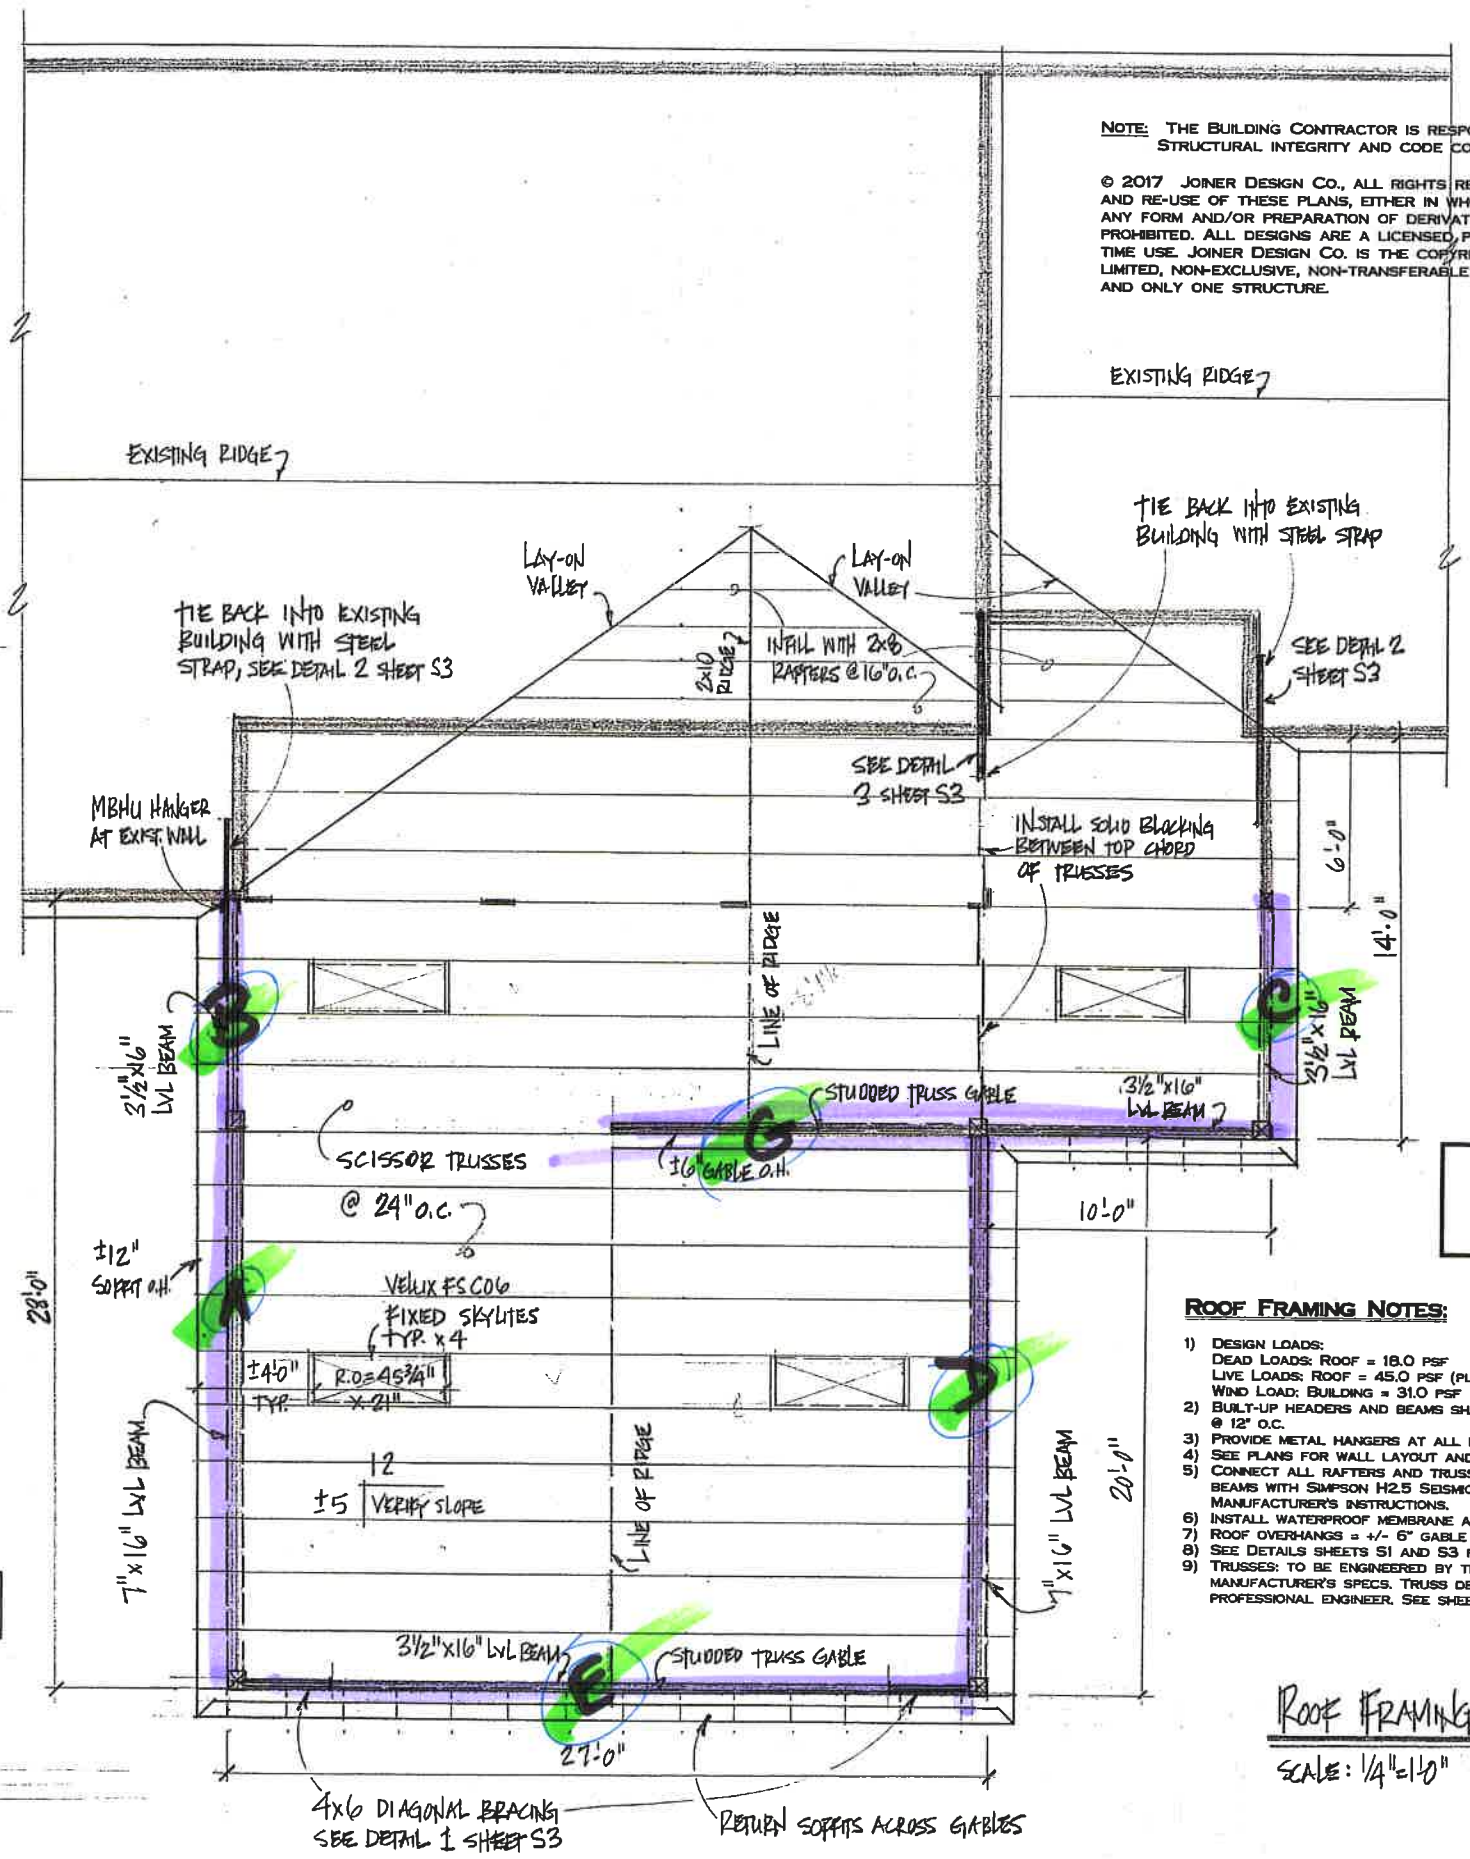 NOTE: THE BUILDING CONTRACTOR IS RESPO
STRUCTURAL INTEGRITY AND CODE CO
© 2017 JOINER DESIGN CO., ALL RIGHTS RE
AND RE-USE OF THESE PLANS, EITHER IN WH
ANY FORM AND/OR PREPARATION OF DERIVAT
PROHIBITED. ALL DESIGNS ARE A LICENSED, P
TIME USE. JOINER DESIGN CO. IS THE COPYRI
LIMITED, NON-EXCLUSIVE, NON-TRANSFERABLE
AND ONLY ONE STRUCTURE.
EXISTING RIDGE
EXISTING RIDGE
TIE BACK INTO EXISTING
BUILDING WITH STEEL STRAP
LAY-ON
VALLEY
LAY-ON
VALLEY
TIE BACK INTO EXISTING
BUILDING WITH STEEL
STRAP, SEE DETAIL 2 SHEET S3
2x10
RIDGE
INFILL WITH 2x8
RAFTERS @ 16" O.C.
SEE DETAIL 2
SHEET S3
SEE DETAIL
3 SHEET S3
MBHU HANGER
AT EXIST. WALL
INSTALL SOLID BLOCKING
BETWEEN TOP CHORD
OF TRUSSES
6'-0"
14'-0"
LINE OF RIDGE
B
C
3½"x16"
LVL BEAM
3½"x16"
LVL BEAM
STUDDED TRUSS GABLE
3½"x16"
LVL BEAM
G
SCISSOR TRUSSES
@ 24" O.C.
±6" GABLE O.H.
10'-0"
±12"
SOFFIT O.H.
28'-0"
A
VELUX FS C06
FIXED SKYLITES
TYP. x 4
±4'-0"
TYP.
R.O=45¾"
x 21"
D
7"x16" LVL BEAM
12
±5 VERIFY SLOPE
LINE OF RIDGE
7"x16" LVL BEAM
20'-0"
ROOF FRAMING NOTES:
1) DESIGN LOADS:
DEAD LOADS: ROOF = 18.0 PSF
LIVE LOADS: ROOF = 45.0 PSF (PL
WIND LOAD: BUILDING = 31.0 PSF
2) BUILT-UP HEADERS AND BEAMS SH
@ 12" O.C.
3) PROVIDE METAL HANGERS AT ALL
4) SEE PLANS FOR WALL LAYOUT AND
5) CONNECT ALL RAFTERS AND TRUSS
BEAMS WITH SIMPSON H2.5 SEISMIC
MANUFACTURER'S INSTRUCTIONS.
6) INSTALL WATERPROOF MEMBRANE A
7) ROOF OVERHANGS = +/- 6" GABLE
8) SEE DETAILS SHEETS S1 AND S3 F
9) TRUSSES: TO BE ENGINEERED BY T
MANUFACTURER'S SPECS. TRUSS DE
PROFESSIONAL ENGINEER. SEE SHEE
3½"x16" LVL BEAM
E
STUDDED TRUSS GABLE
27'-0"
4x6 DIAGONAL BRACING
SEE DETAIL 1 SHEET S3
RETURN SOFFITS ACROSS GABLES
ROOF FRAMING
SCALE: 1/4"=1'-0"